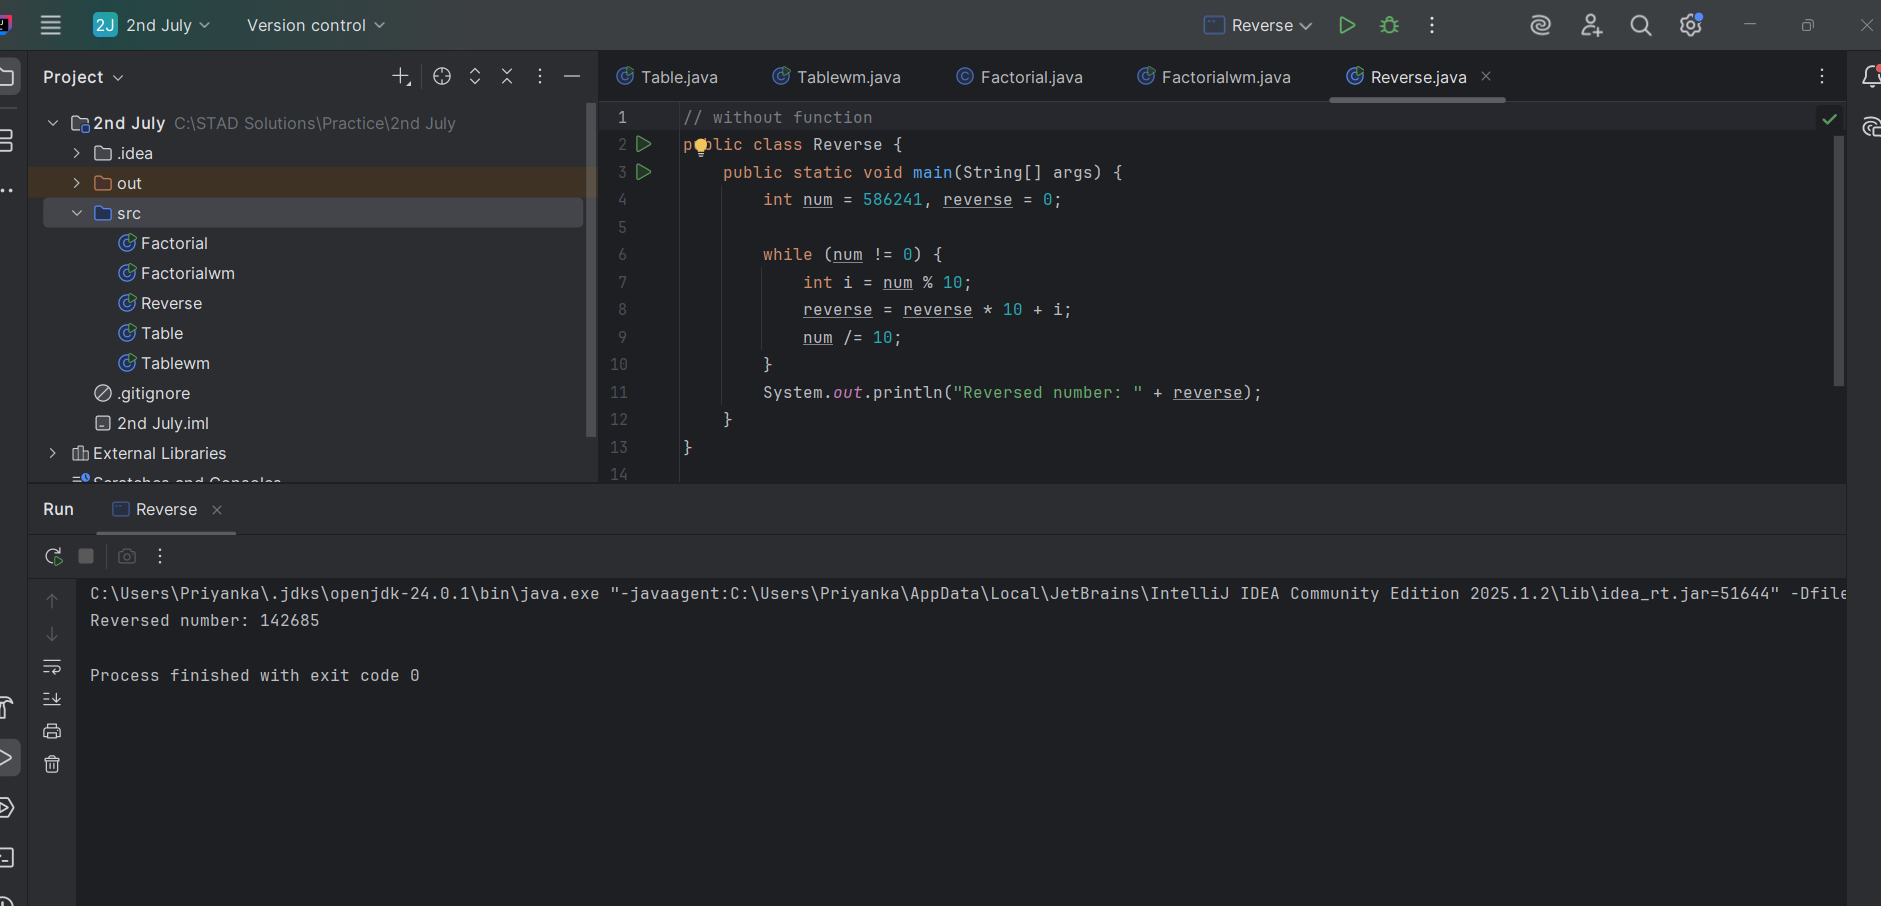 2J 2nd July Version control Reverse
Project
Table.java Tablewm.java Factorial.java Factorialwm.java Reverse.java
2nd July C:\STAD Solutions\Practice\2nd July
.idea
out
src
Factorial
Factorialwm
Reverse
Table
Tablewm
.gitignore
2nd July.iml
External Libraries
Scratches and Consoles
1 // without function
2 public class Reverse {
3 public static void main(String[] args) {
4 int num = 586241, reverse = 0;
5
6 while (num != 0) {
7 int i = num % 10;
8 reverse = reverse * 10 + i;
9 num /= 10;
10 }
11 System.out.println("Reversed number: " + reverse);
12 }
13 }
14
Run Reverse
C:\Users\Priyanka\.jdks\openjdk-24.0.1\bin\java.exe "-javaagent:C:\Users\Priyanka\AppData\Local\JetBrains\IntelliJ IDEA Community Edition 2025.1.2\lib\idea_rt.jar=51644" -Dfile
Reversed number: 142685
Process finished with exit code 0